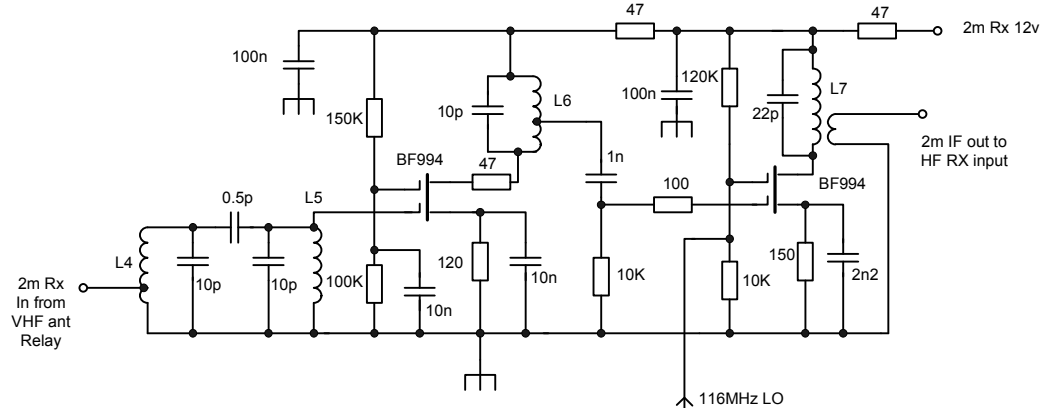 47
47
2m Rx 12v
100n
120K
L7
L6
10p
100n
22p
150K
2m IF out to
HF RX input
1n
BF994
47
BF994
100
0.5p
L5
L4
120
150
10p
10p
100K
10n
10K
10K
2n2
10n
2m Rx
In from
VHF ant
Relay
116MHz LO